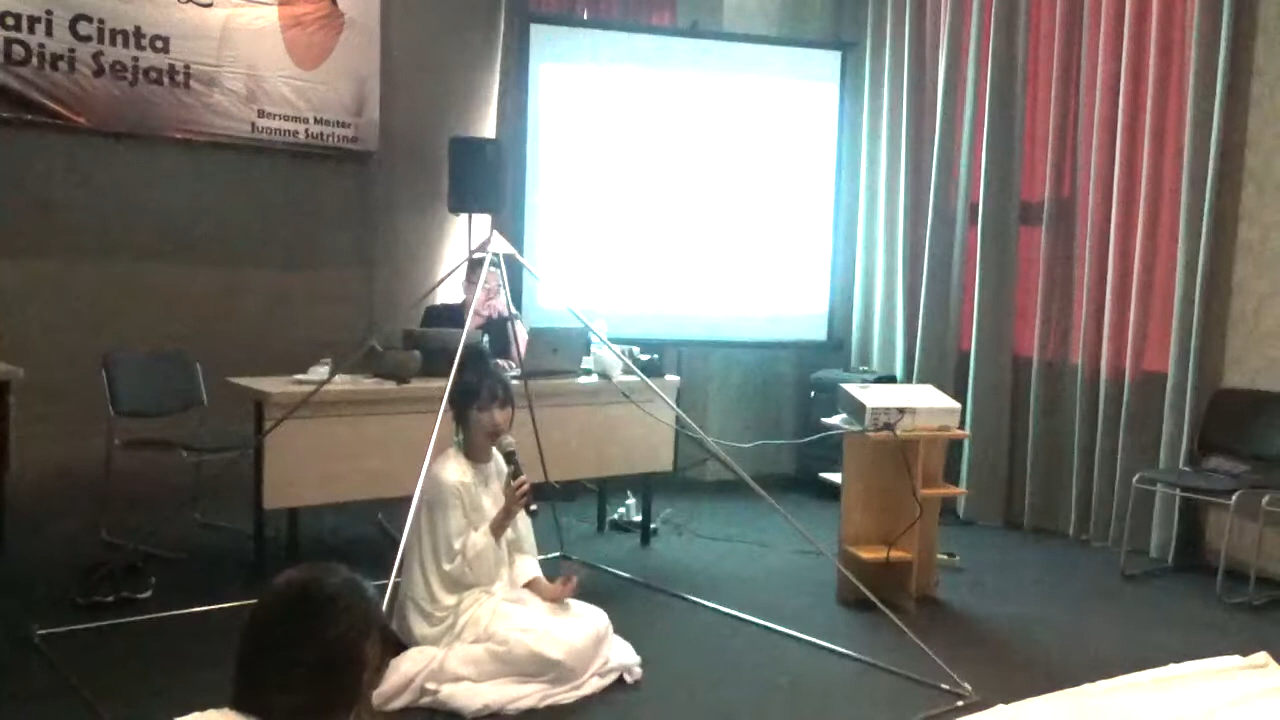 ari Cinta
Diri Sejati
Bersama Master
Ivonne Sutrisno